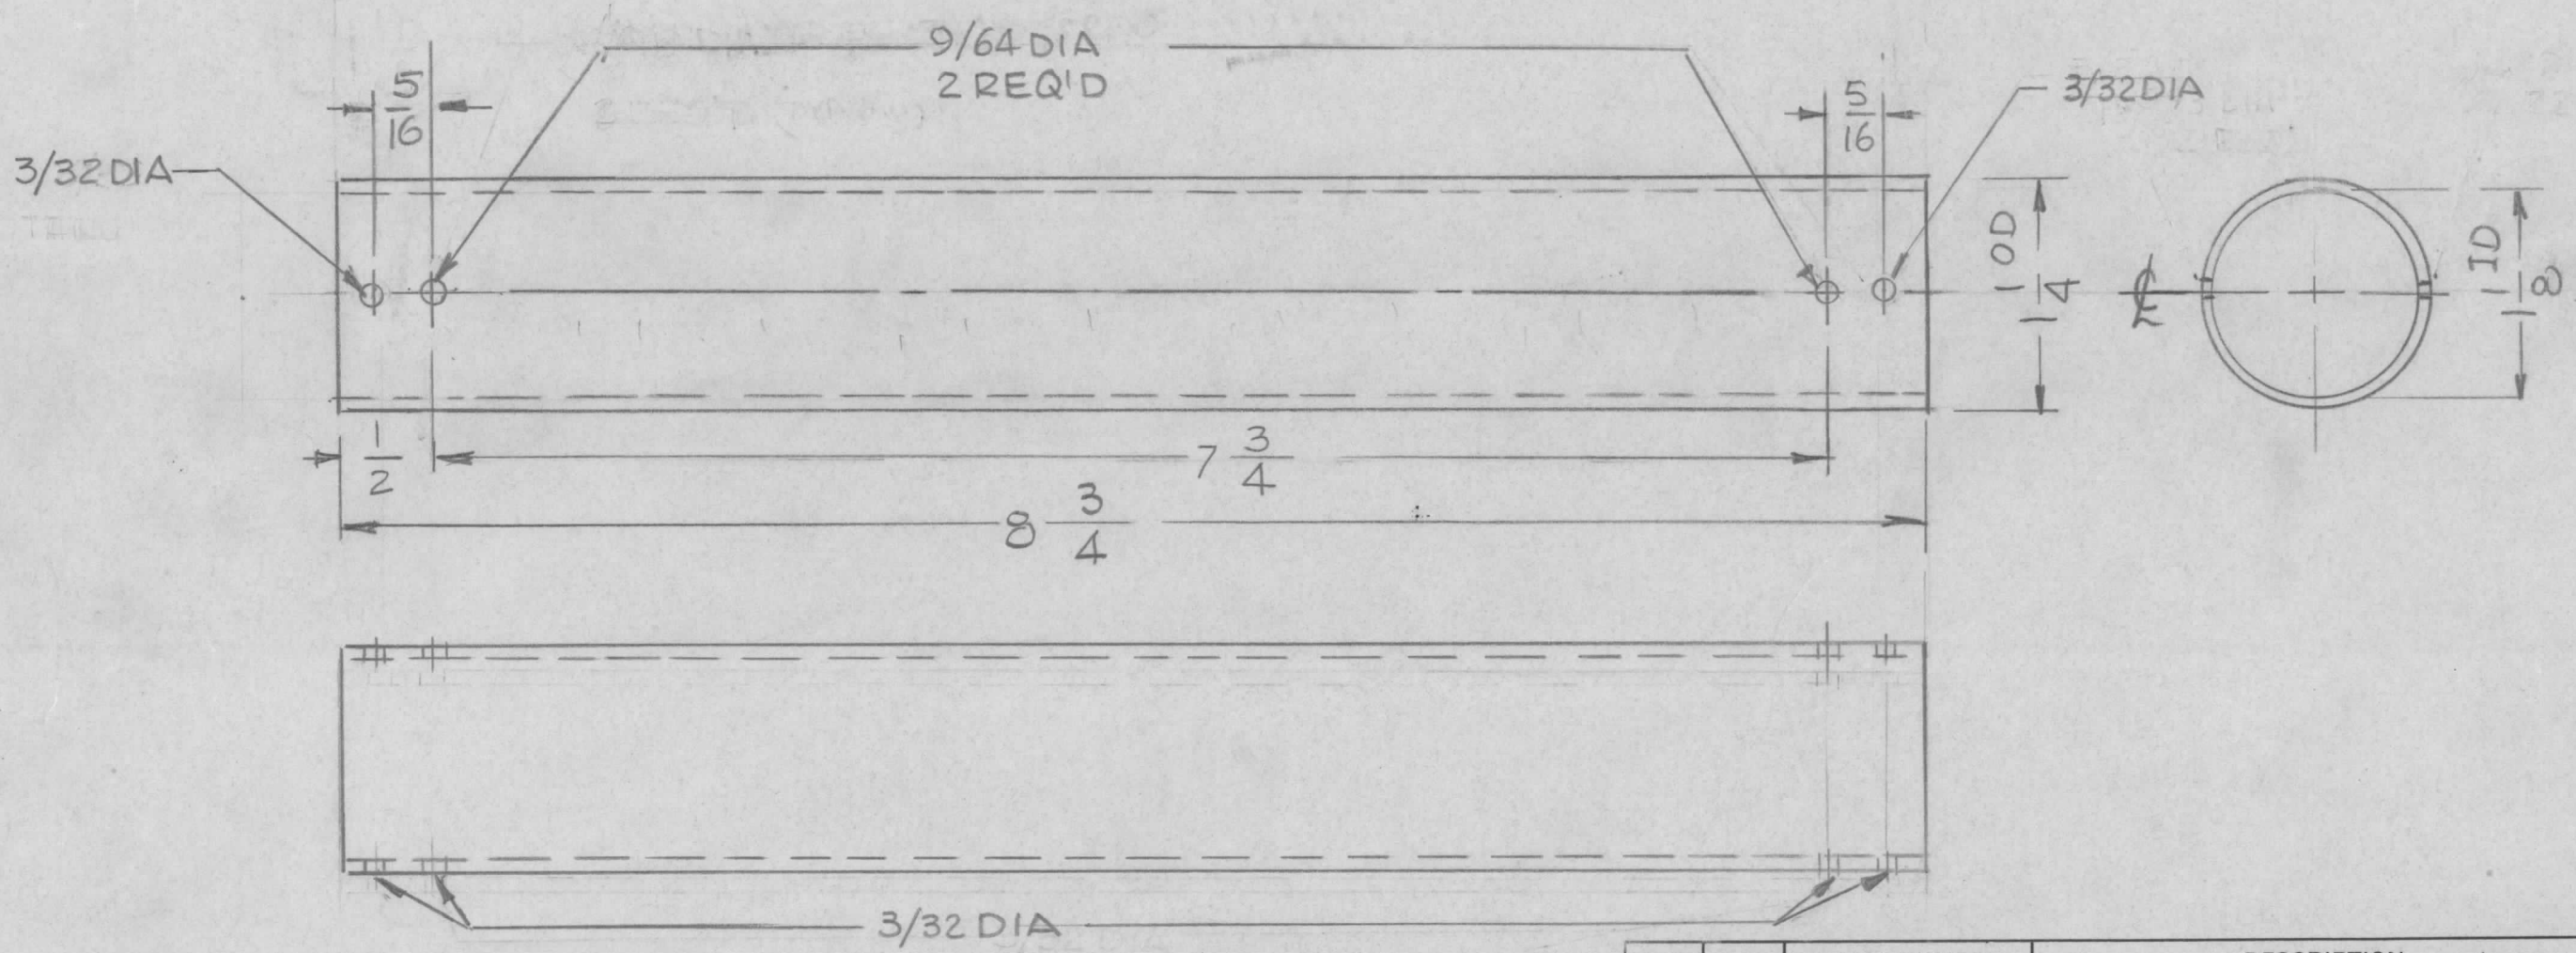 9/64 DIA
2 REQ'D
5/16
5/16
3/32 DIA
3/32 DIA
1 1/4 OD
1 1/8 ID
℄
1/2
7 3/4
8 3/4
3/32 DIA
DESCRIPTION